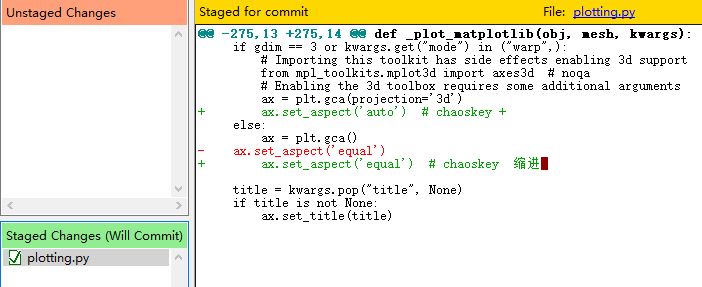 Unstaged Changes
Staged for commit File: plotting.py
@@ -275,13 +275,14 @@ def _plot_matplotlib(obj, mesh, kwargs):
if gdim == 3 or kwargs.get("mode") in ("warp",):
# Importing this toolkit has side effects enabling 3d support
from mpl_toolkits.mplot3d import axes3d # noqa
# Enabling the 3d toolbox requires some additional arguments
ax = plt.gca(projection='3d')
+ ax.set_aspect('auto') # chaoskey +
else:
ax = plt.gca()
- ax.set_aspect('equal')
+ ax.set_aspect('equal') # chaoskey 缩进
title = kwargs.pop("title", None)
if title is not None:
ax.set_title(title)
Staged Changes (Will Commit)
plotting.py